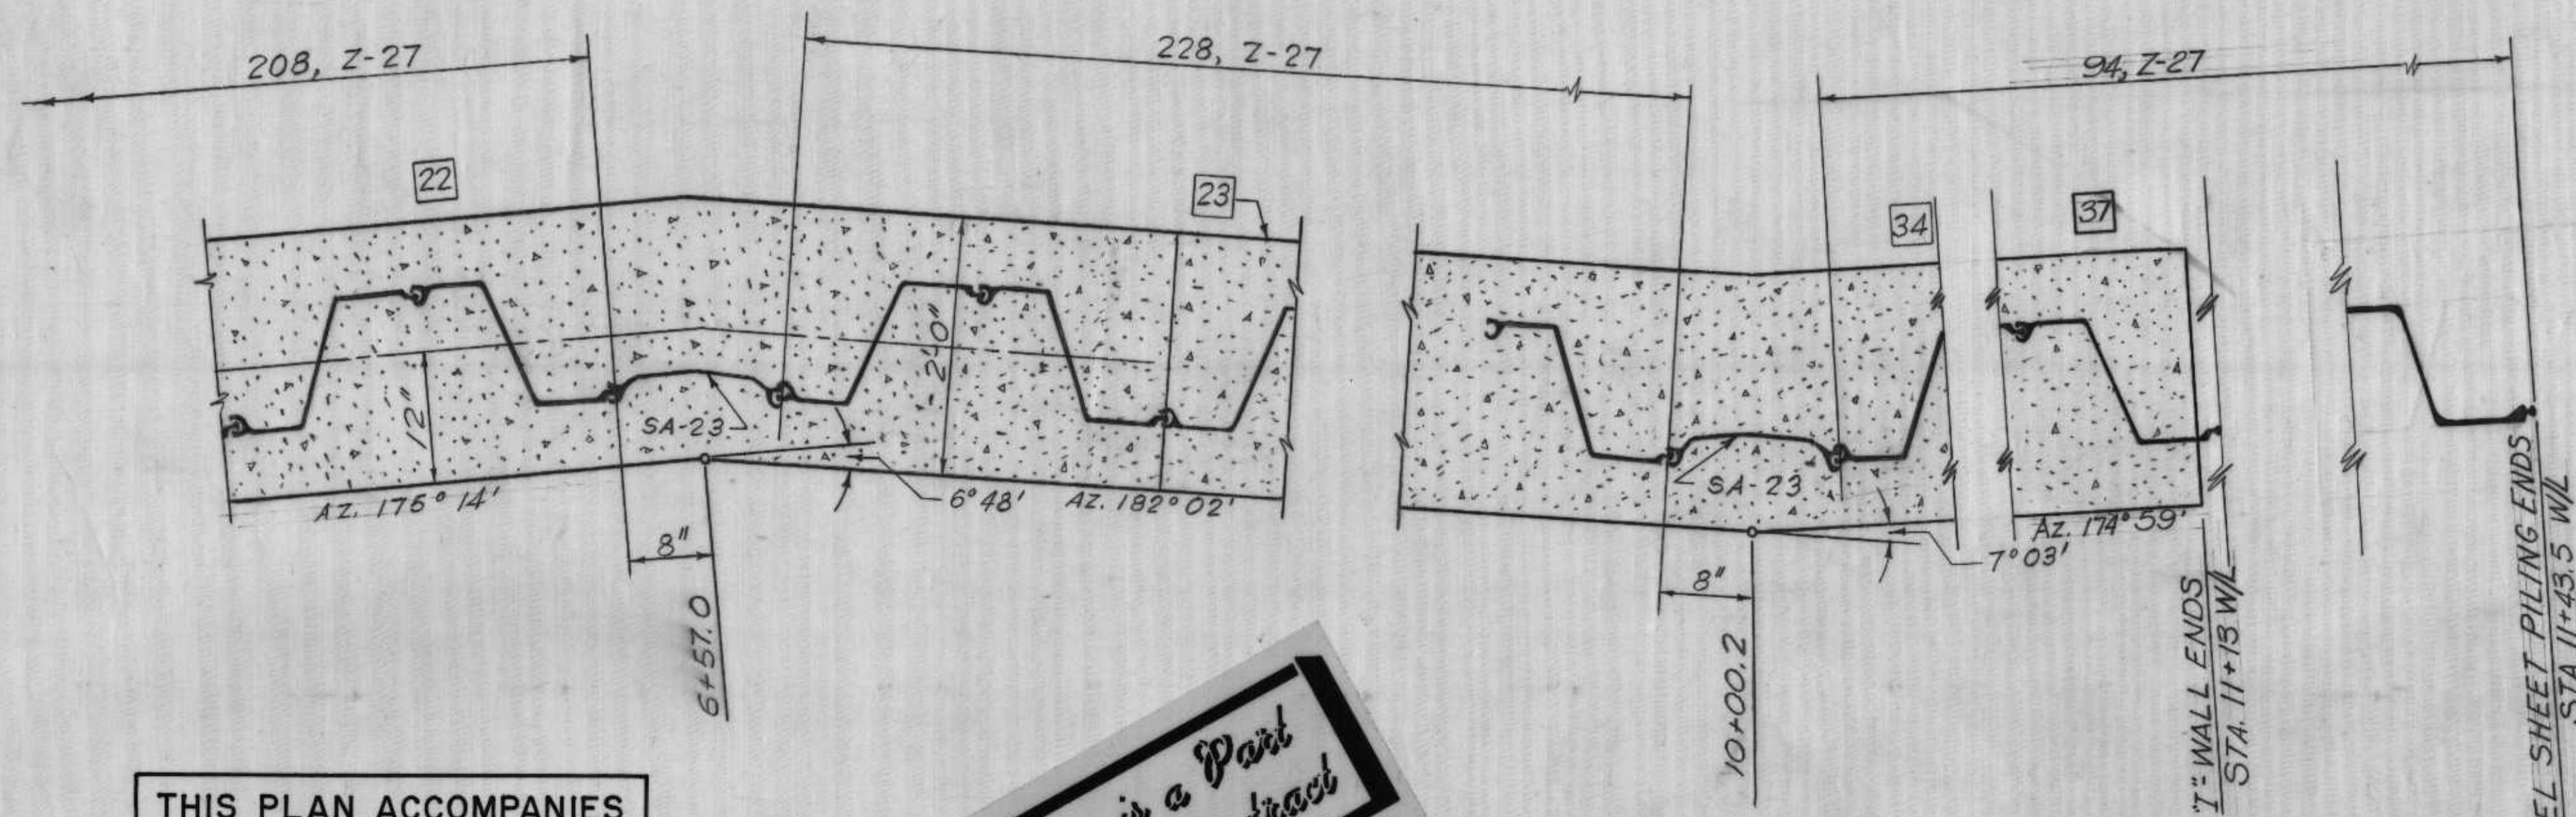 208, Z-27
228, Z-27
94, Z-27
22
23
34
37
12"
2'-0"
SA-23
SA-23
AZ. 175° 14'
6°48'
AZ. 182°02'
AZ. 174°59'
7°03'
8"
8"
6+57.0
10+00.2
"I"-WALL ENDS
STA. 11+13 W/L
SHEET PILING ENDS
STA 11+43.5 W/L
THIS PLAN ACCOMPANIES
is a Part